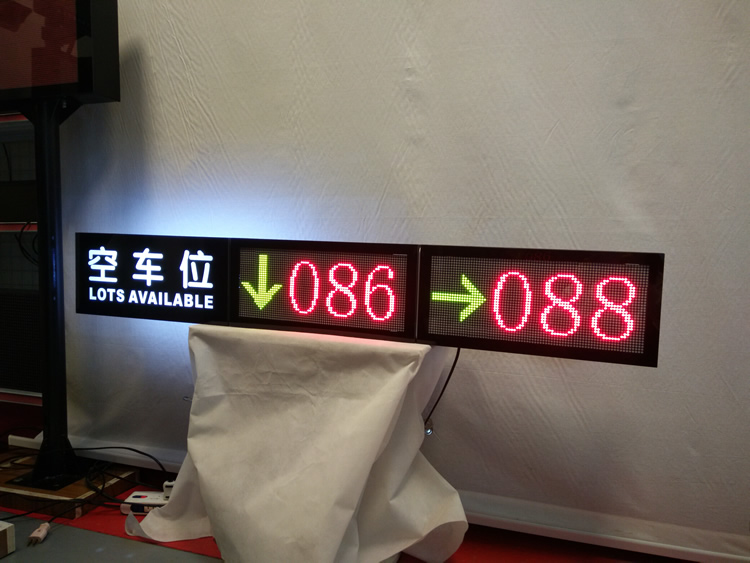 空车位
LOTS AVAILABLE
↓086
→088